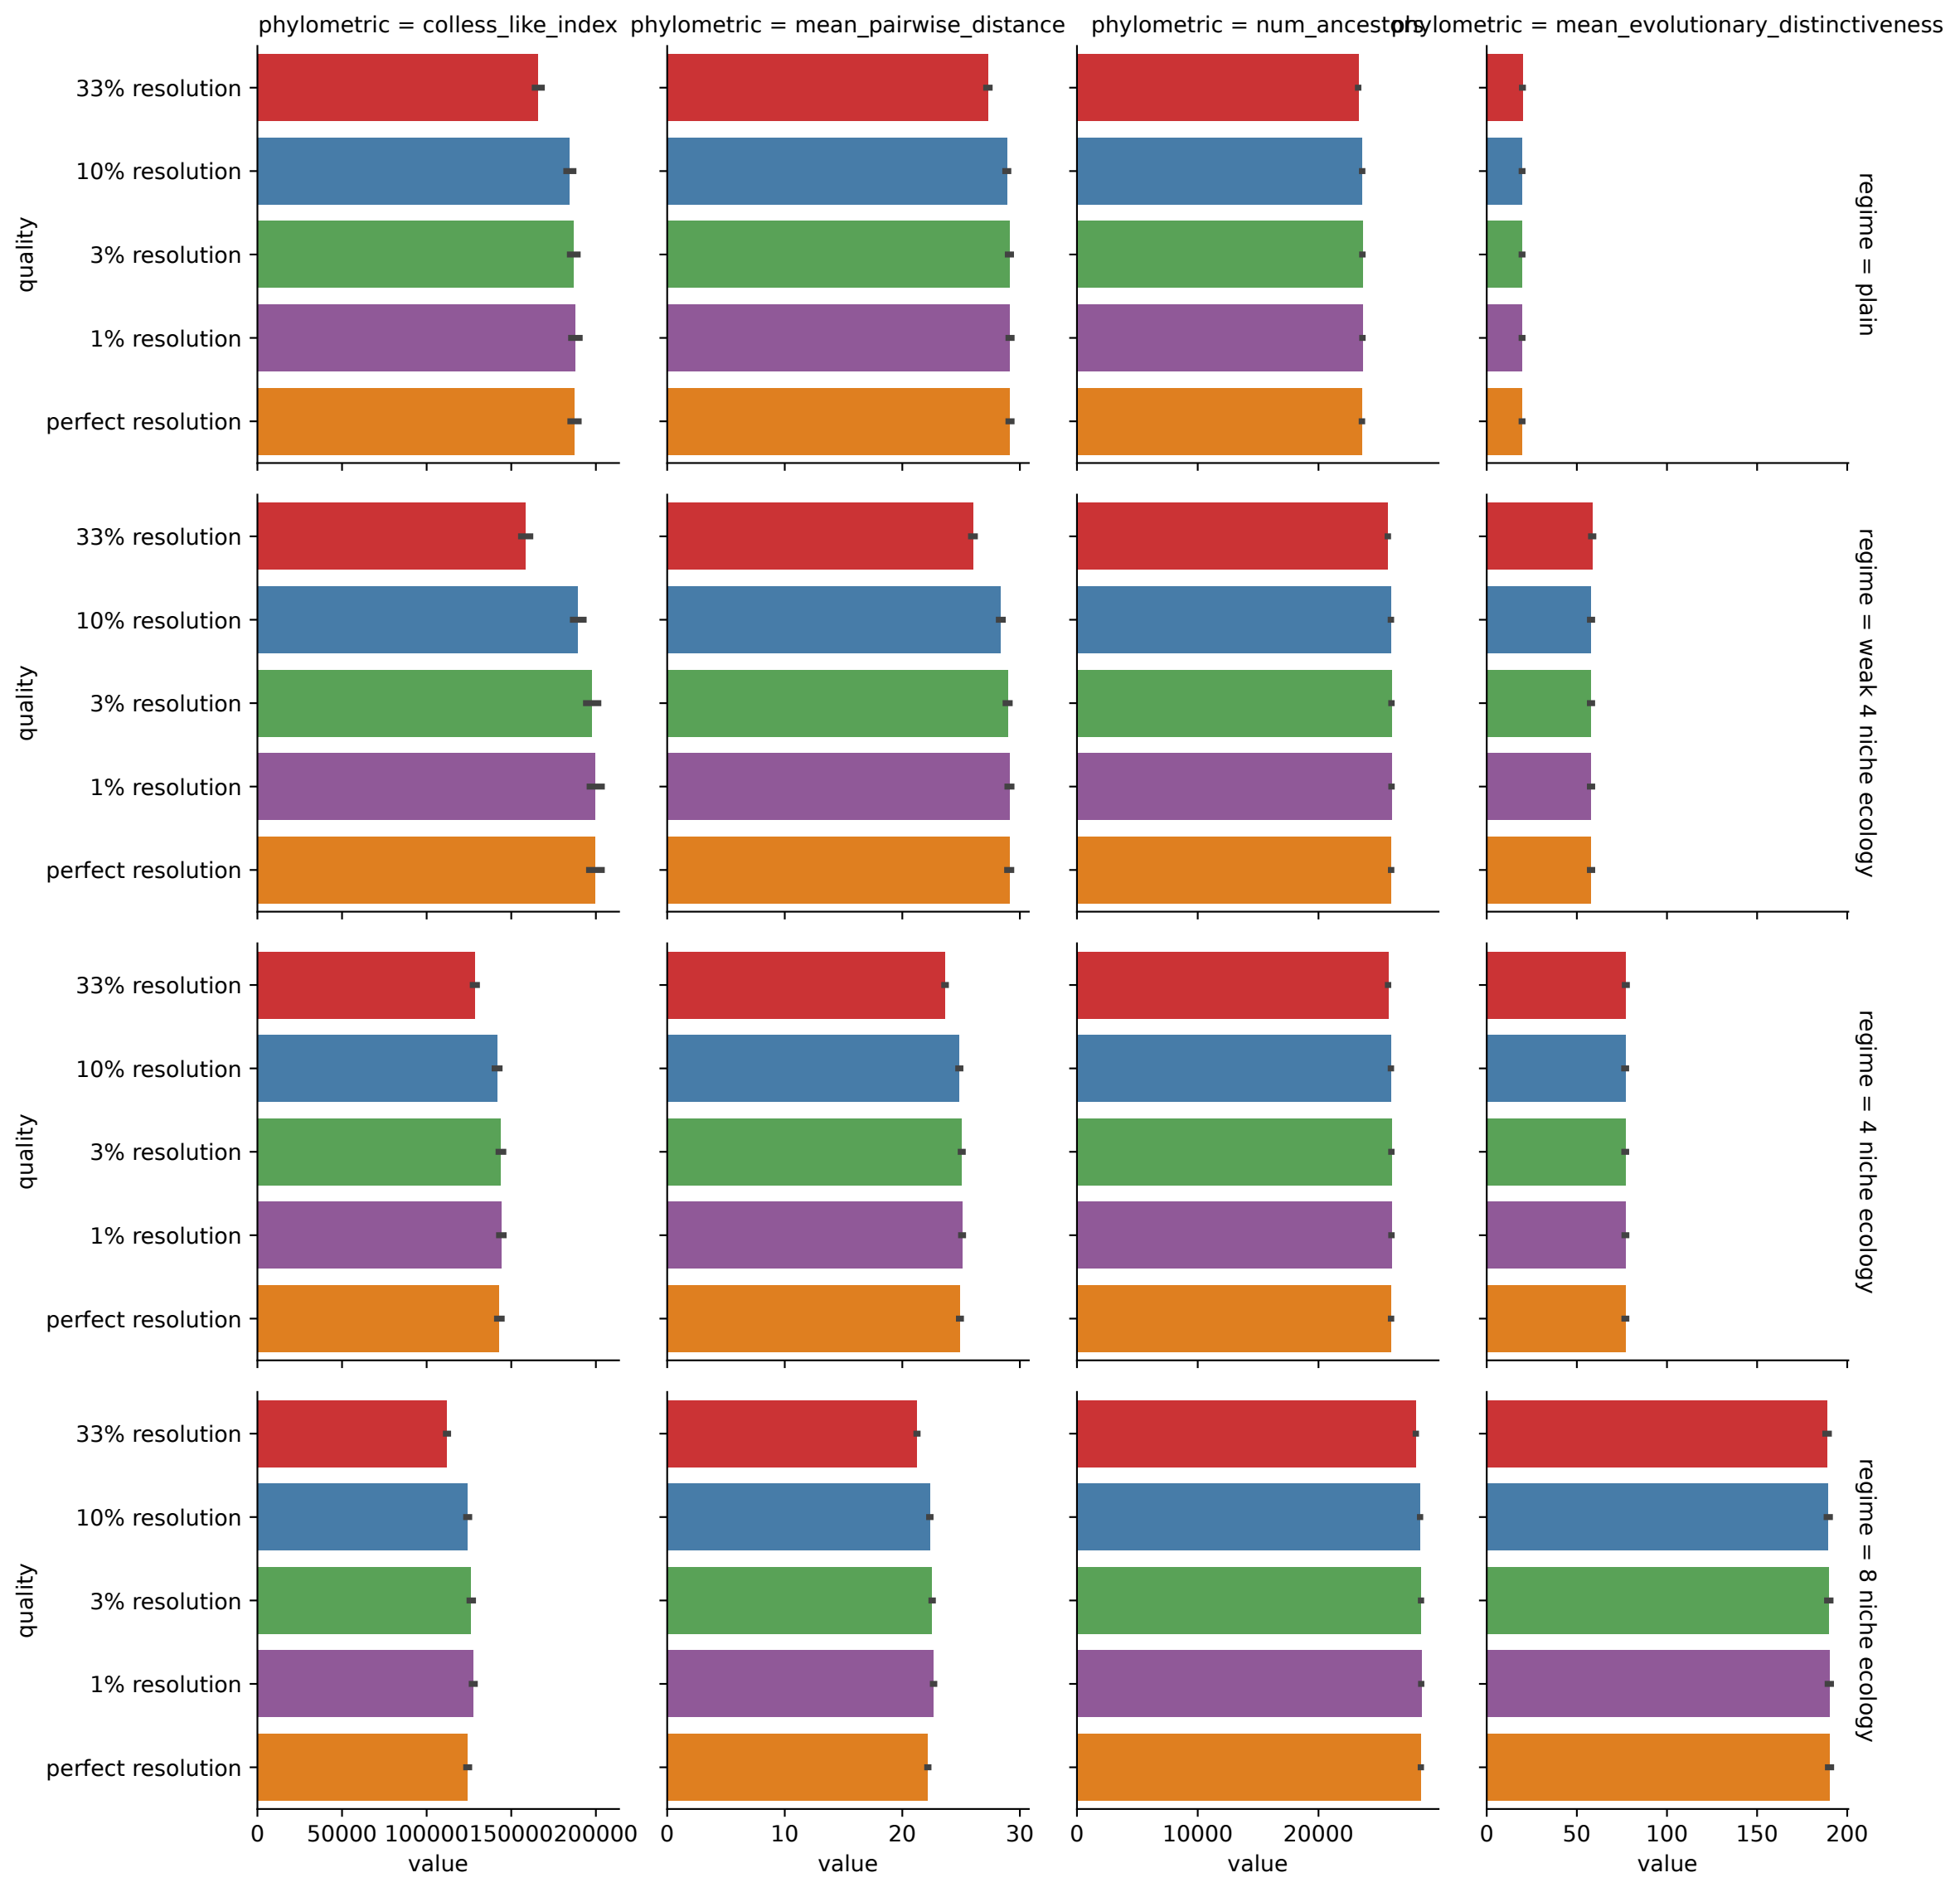 phylometric = colless_like_index
phylometric = mean_pairwise_distance
phylometric = num_ancestors
phylometric = mean_evolutionary_distinctiveness
quality
33% resolution
10% resolution
3% resolution
1% resolution
perfect resolution
regime = plain
quality
33% resolution
10% resolution
3% resolution
1% resolution
perfect resolution
regime = weak 4 niche ecology
quality
33% resolution
10% resolution
3% resolution
1% resolution
perfect resolution
regime = 4 niche ecology
quality
33% resolution
10% resolution
3% resolution
1% resolution
perfect resolution
regime = 8 niche ecology
0 50000 100000 150000 200000
0 10 20 30
0 10000 20000
0 50 100 150 200
value
value
value
value